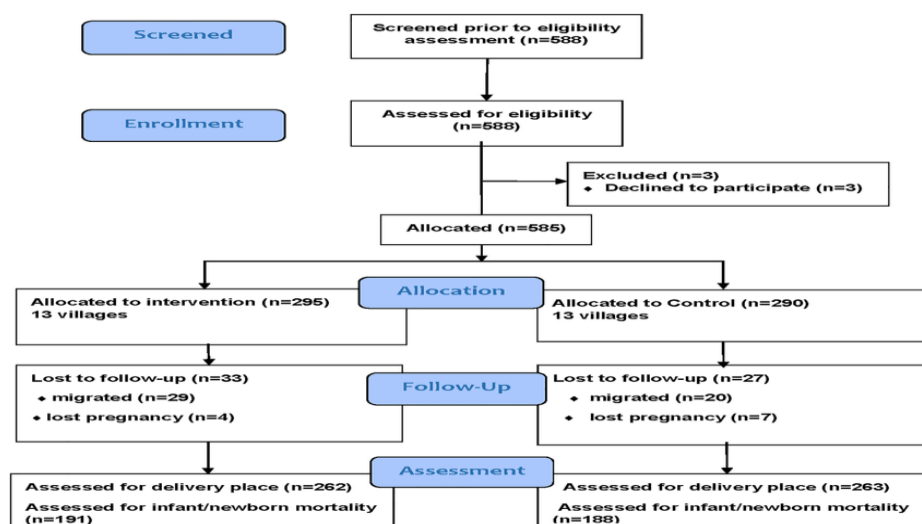 Screened
Screened prior to eligibility
assessment (n=588)
Enrollment
Assessed for eligibility
(n=588)
Excluded (n=3)
♦ Declined to participate (n=3)
Allocated (n=585)
Allocation
Allocated to intervention (n=295)
13 villages
Allocated to Control (n=290)
13 villages
Follow-Up
Lost to follow-up (n=33)
♦ migrated (n=29)
♦ lost pregnancy (n=4)
Lost to follow-up (n=27)
♦ migrated (n=20)
♦ lost pregnancy (n=7)
Assessment
Assessed for delivery place (n=262)
Assessed for infant/newborn mortality
(n=191)
Assessed for delivery place (n=263)
Assessed for infant/newborn mortality
(n=188)